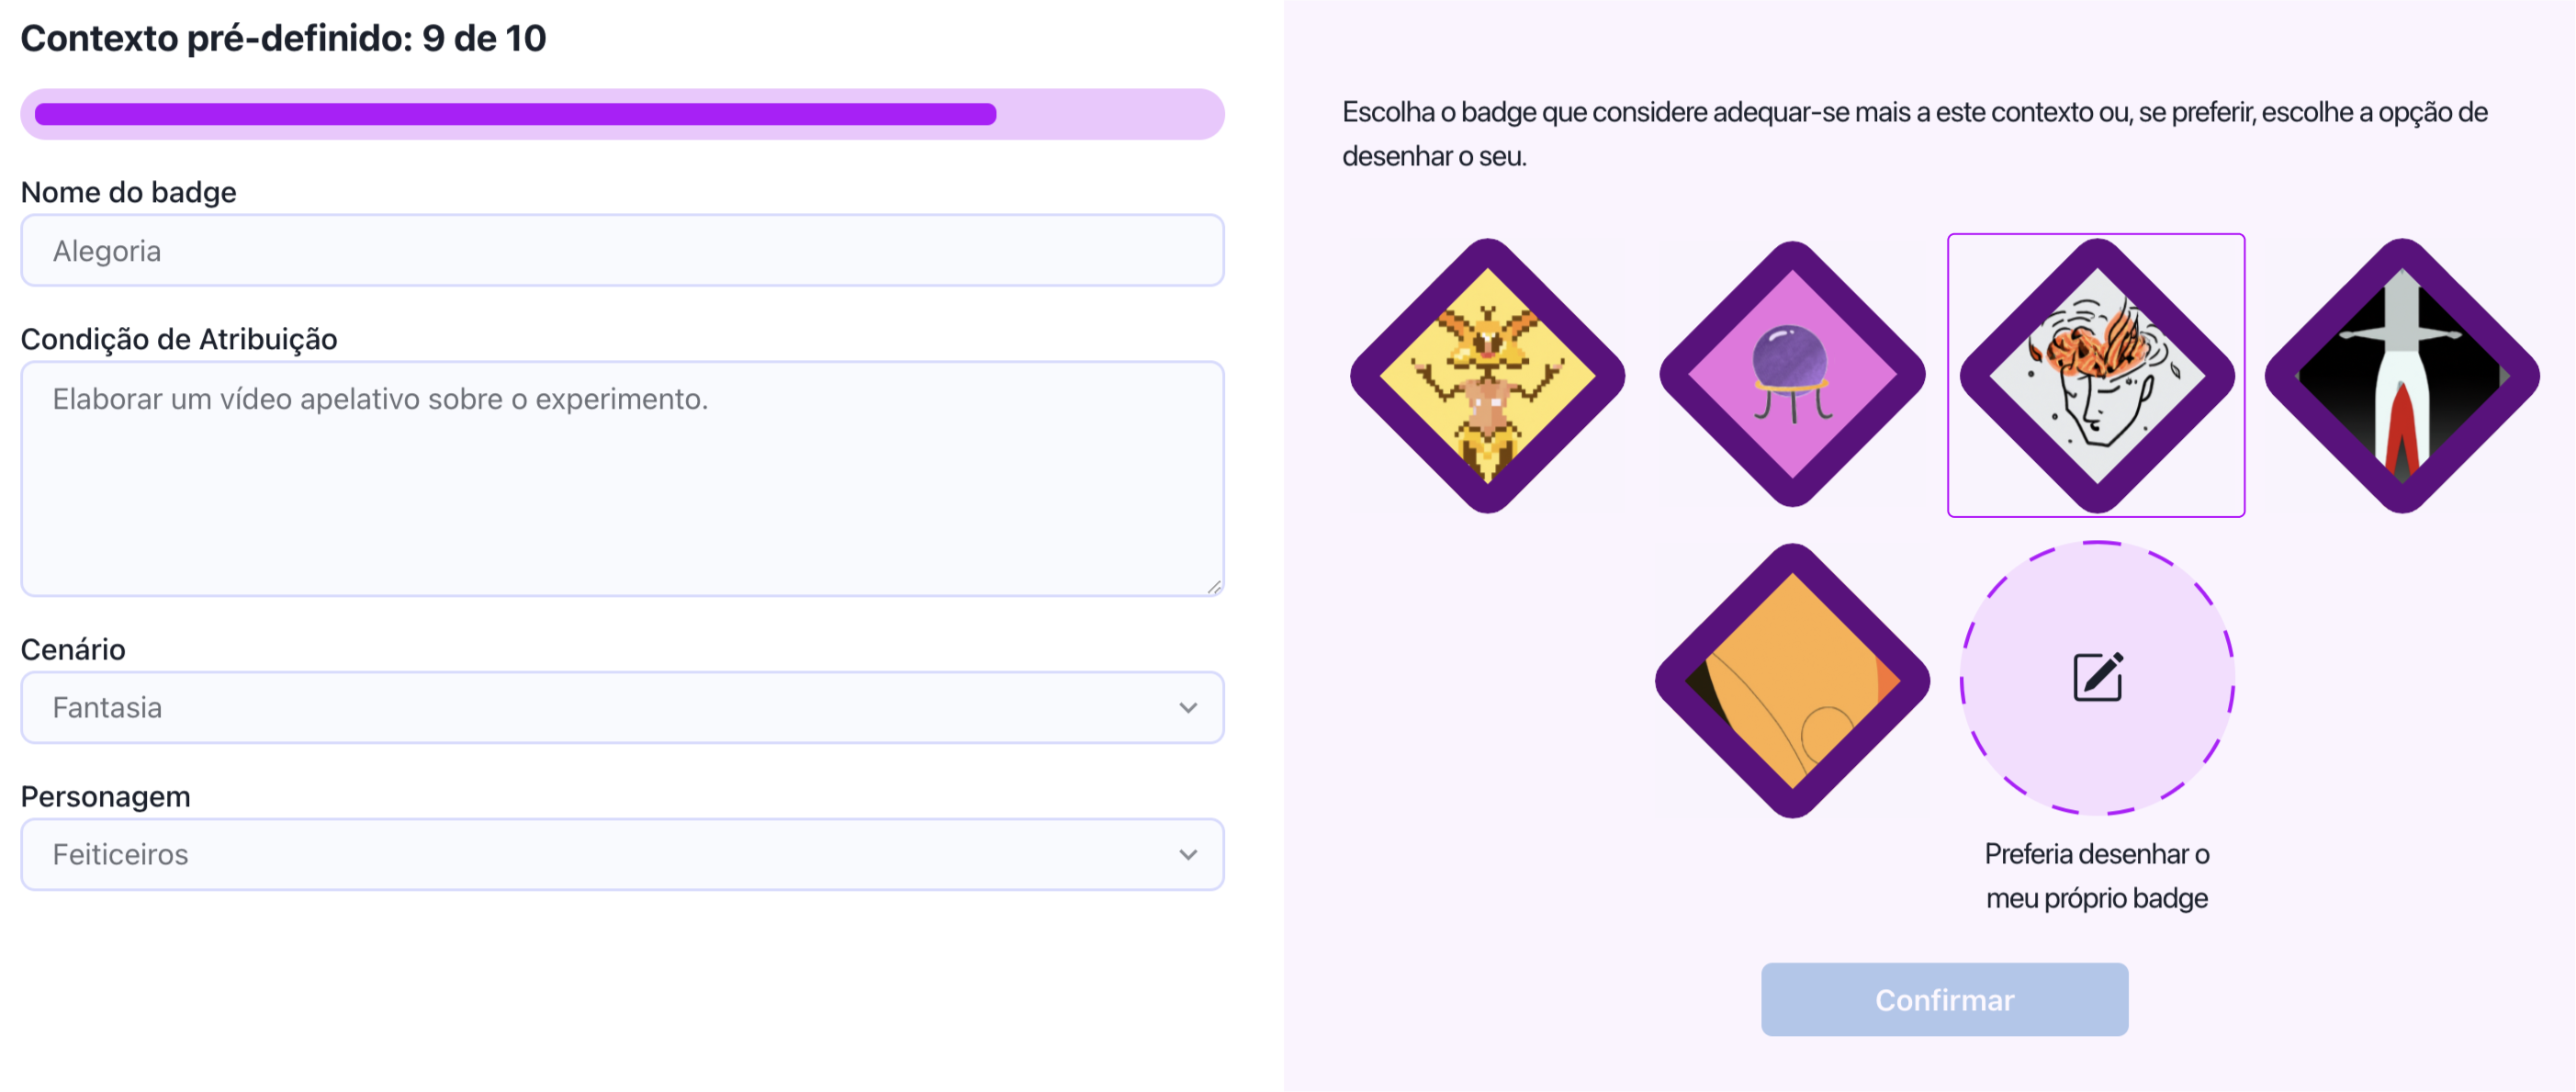 Contexto pré-definido: 9 de 10
Nome do badge
Alegoria
Condição de Atribuição
Elaborar um vídeo apelativo sobre o experimento.
Cenário
Fantasia
Personagem
Feiticeiros
Escolha o badge que considere adequar-se mais a este contexto ou, se preferir, escolhe a opção de
desenhar o seu.
Preferia desenhar o
meu próprio badge
Confirmar